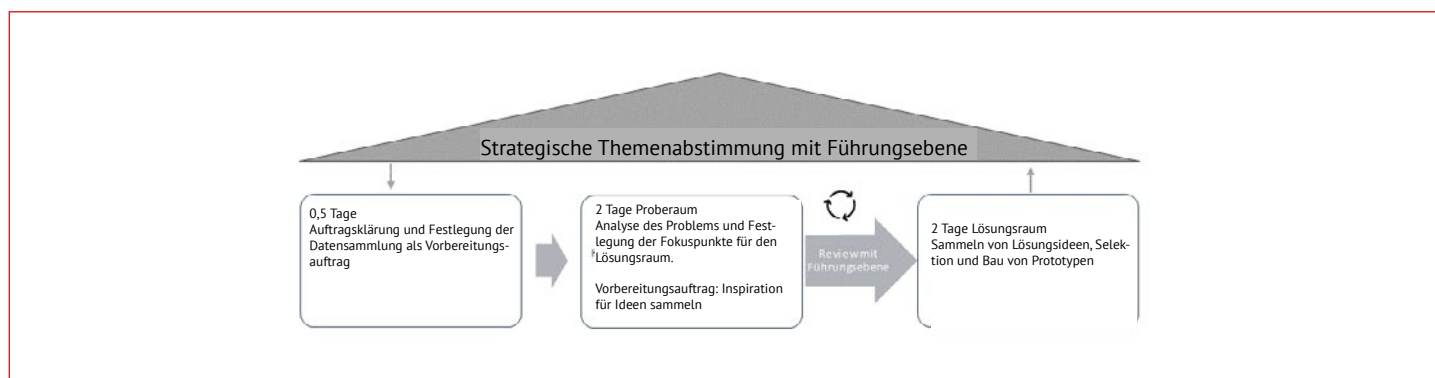 Strategische Themenabstimmung mit Führungsebene
0,5 Tage
Auftragsklärung und Festlegung der
Datensammlung als Vorbereitungs-
auftrag
2 Tage Proberaum
Analyse des Problems und Fest-
legung der Fokuspunkte für den
Lösungsraum.
Vorbereitungsauftrag: Inspiration
für Ideen sammeln
Review mit
Führungsebene
2 Tage Lösungsraum
Sammeln von Lösungsideen, Selek-
tion und Bau von Prototypen